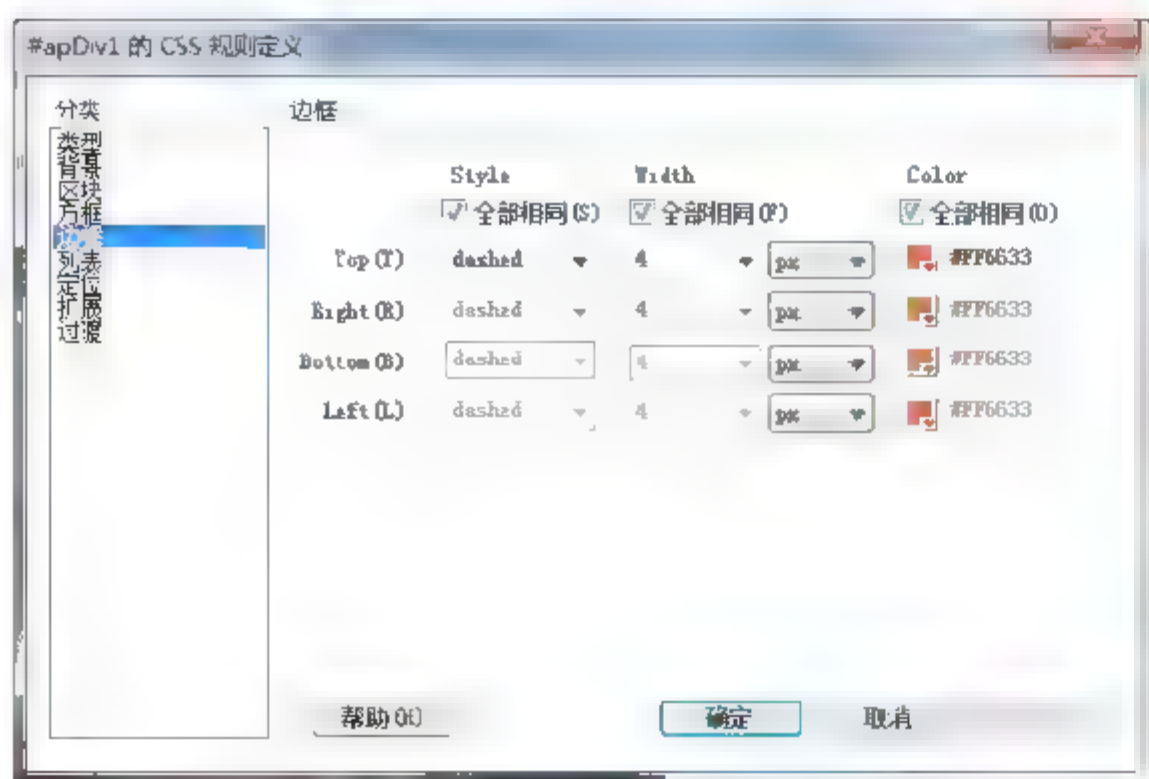 #apDiv1 的 CSS 规则定义
分类
边框
类型
背景
区块
方框
列表
定位
扩展
过渡
Style Width Color
全部相同(S) 全部相同(F) 全部相同(O)
Top(T) dashed 4 px #FF6633
Right(R) dashed 4 px #FF6633
Bottom(B) dashed 4 px #FF6633
Left(L) dashed 4 px #FF6633
帮助(H) 确定 取消